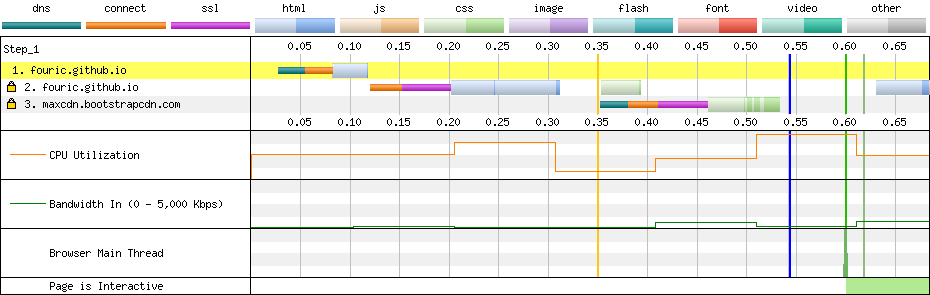 dns connect ssl html js css image flash font video other
Step_1 0.05 0.10 0.15 0.20 0.25 0.30 0.35 0.40 0.45 0.50 0.55 0.60 0.65
1. fouric.github.io
2. fouric.github.io
3. maxcdn.bootstrapcdn.com
0.05 0.10 0.15 0.20 0.25 0.30 0.35 0.40 0.45 0.50 0.55 0.60 0.65
CPU Utilization
Bandwidth In (0 - 5,000 Kbps)
Browser Main Thread
Page is Interactive